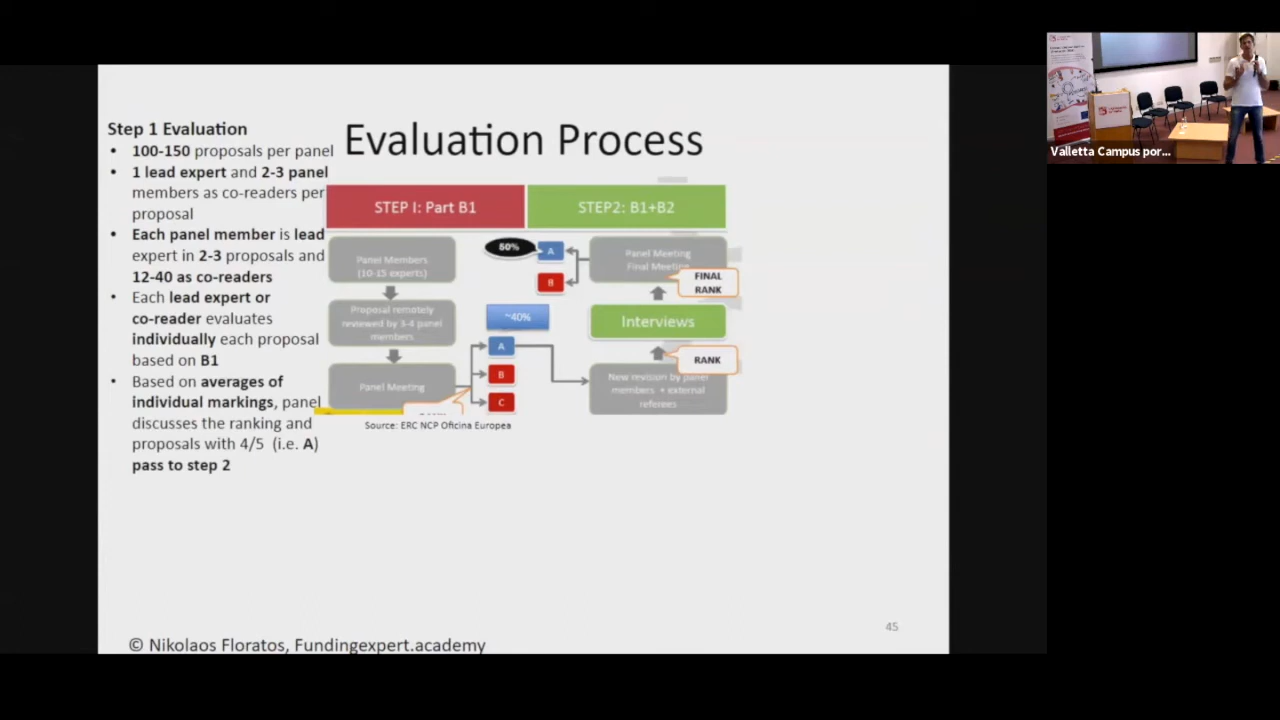 Step 1 Evaluation
• 100-150 proposals per panel
• 1 lead expert and 2-3 panel
members as co-readers per
proposal
• Each panel member is lead
expert in 2-3 proposals and
12-40 as co-readers
• Each lead expert or
co-reader evaluates
individually each proposal
based on B1
• Based on averages of
individual markings, panel
discusses the ranking and
proposals with 4/5 (i.e. A)
pass to step 2
Evaluation Process
STEP I: Part B1
Panel Members
(10-15 experts)
Proposal remotely
reviewed by 3-4 panel
members
Panel Meeting
~40%
A
B
C
STEP2: B1+B2
50%
A
B
Panel Meeting
Final Meeting
FINAL
RANK
Interviews
RANK
New revision by panel
members + external
referees
Source: ERC NCP Oficina Europea
45
© Nikolaos Floratos, Fundingexpert.academy
Valletta Campus por...